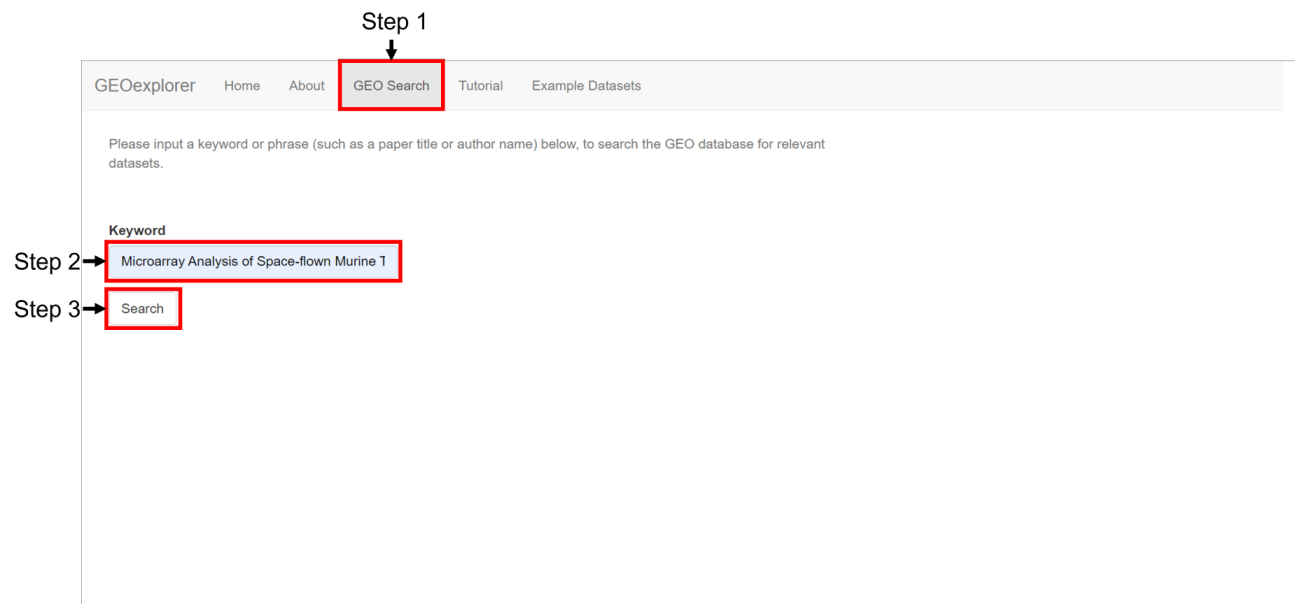 Step 1
GEOexplorer Home About GEO Search Tutorial Example Datasets
Please input a keyword or phrase (such as a paper title or author name) below, to search the GEO database for relevant
datasets.
Keyword
Step 2 Microarray Analysis of Space-flown Murine T
Step 3 Search